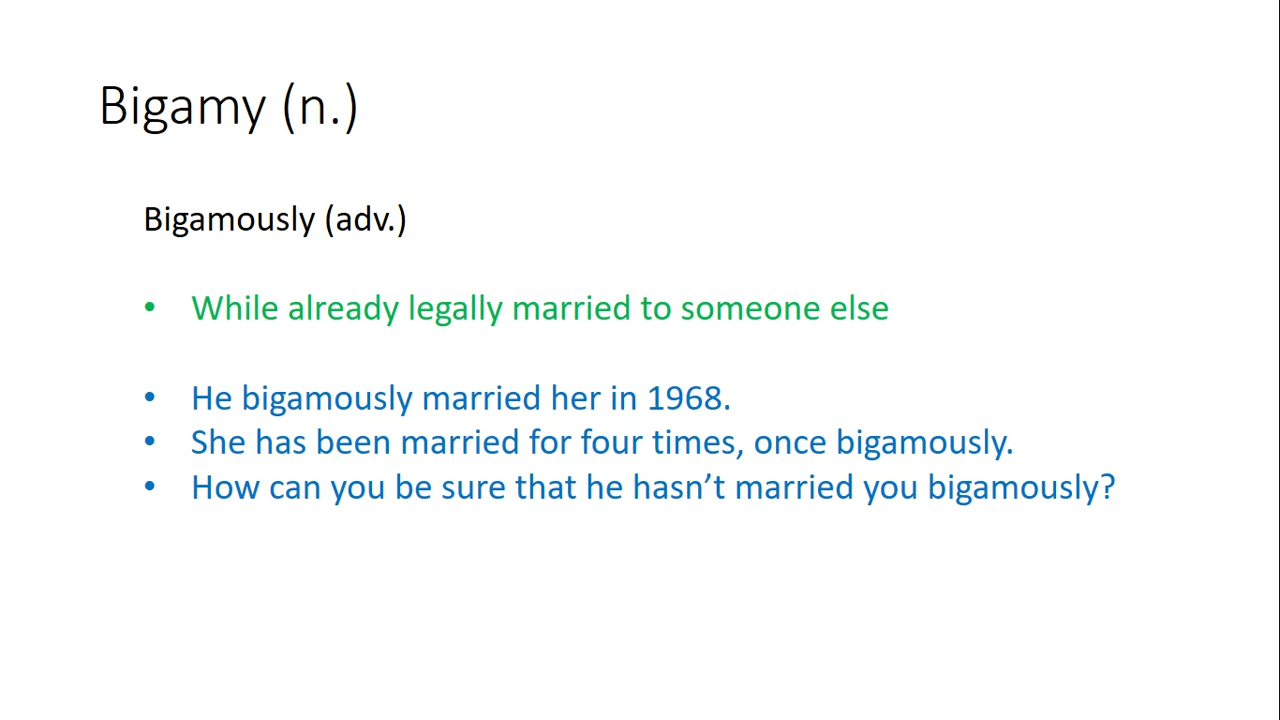 Bigamy (n.)
Bigamously (adv.)
• While already legally married to someone else
• He bigamously married her in 1968.
• She has been married for four times, once bigamously.
• How can you be sure that he hasn’t married you bigamously?